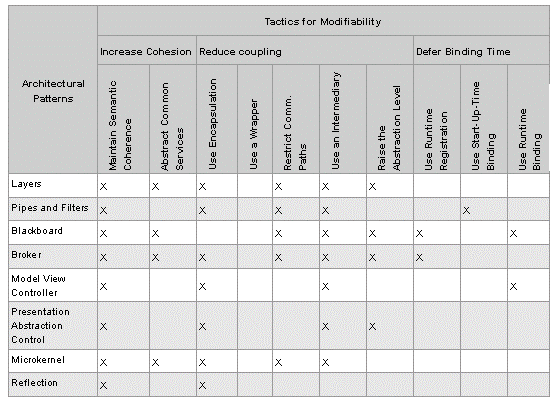 Tactics for Modifiability
Increase Cohesion Reduce coupling Defer Binding Time
Architectural
Patterns
Maintain Semantic
Coherence
Abstract Common
Services
Use Encapsulation
Use a Wrapper
Restrict Comm.
Paths
Use an Intermediary
Raise the
Abstraction Level
Use Runtime
Registration
Use Start-Up-Time
Binding
Use Runtime
Binding
Layers X X X X X X
Pipes and Filters X X X X X
Blackboard X X X X X X X
Broker X X X X X X X
Model View
Controller X X X X
Presentation
Abstraction
Control X X X X
Microkernel X X X X X
Reflection X X